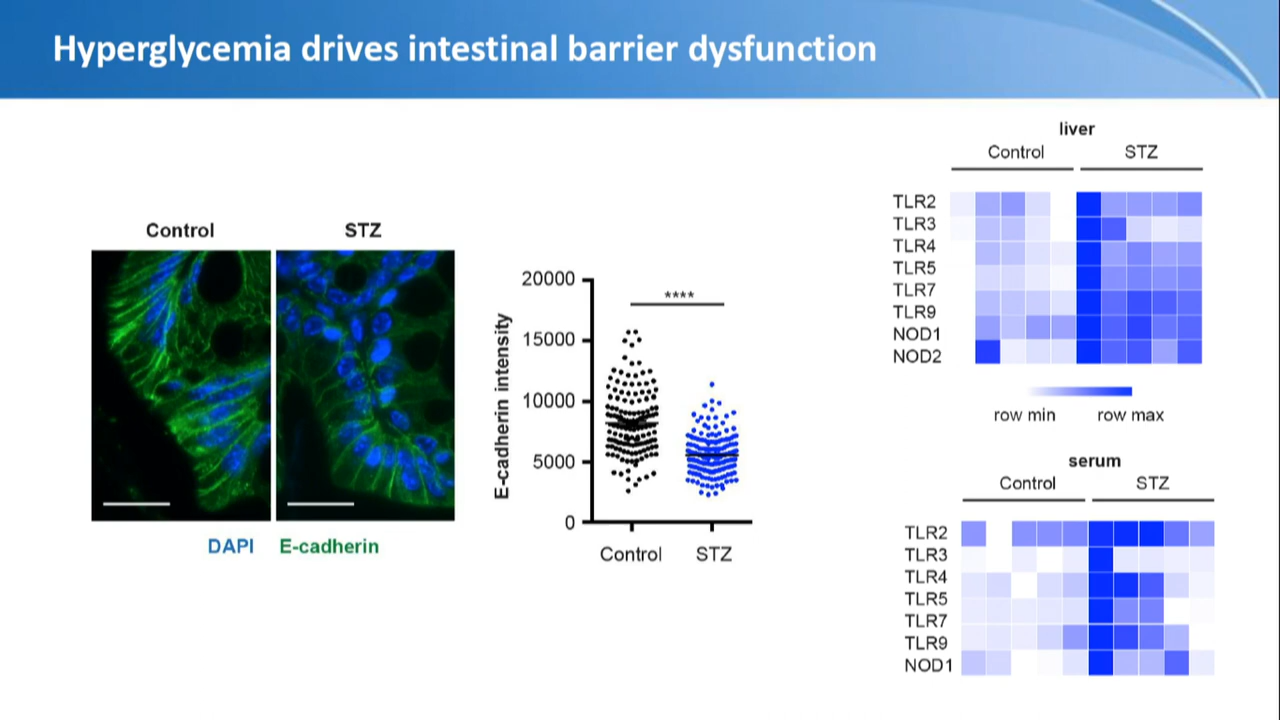 Hyperglycemia drives intestinal barrier dysfunction
Control STZ
DAPI E-cadherin
E-cadherin intensity
20000
15000
10000
5000
0
****
Control STZ
liver
Control STZ
TLR2
TLR3
TLR4
TLR5
TLR7
TLR9
NOD1
NOD2
row min row max
serum
Control STZ
TLR2
TLR3
TLR4
TLR5
TLR7
TLR9
NOD1